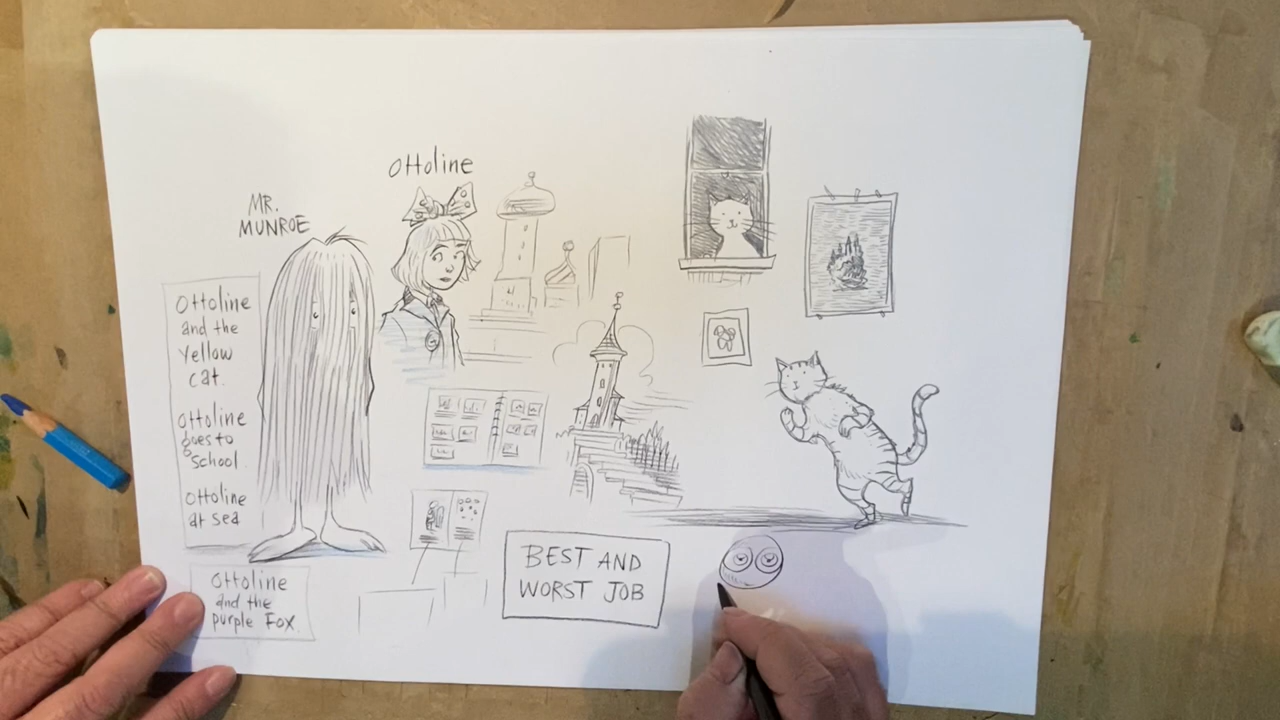 Ottoline
MR.
MUNROE
Ottoline
and the
Yellow
cat.
Ottoline
goes to
School
Ottoline
at sea
Ottoline
and the
purple Fox.
BEST AND
WORST JOB